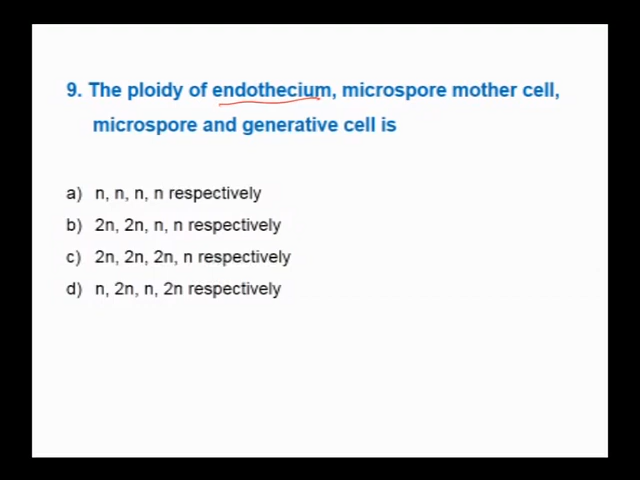 9. The ploidy of endothecium, microspore mother cell,
microspore and generative cell is
a) n, n, n, n respectively
b) 2n, 2n, n, n respectively
c) 2n, 2n, 2n, n respectively
d) n, 2n, n, 2n respectively